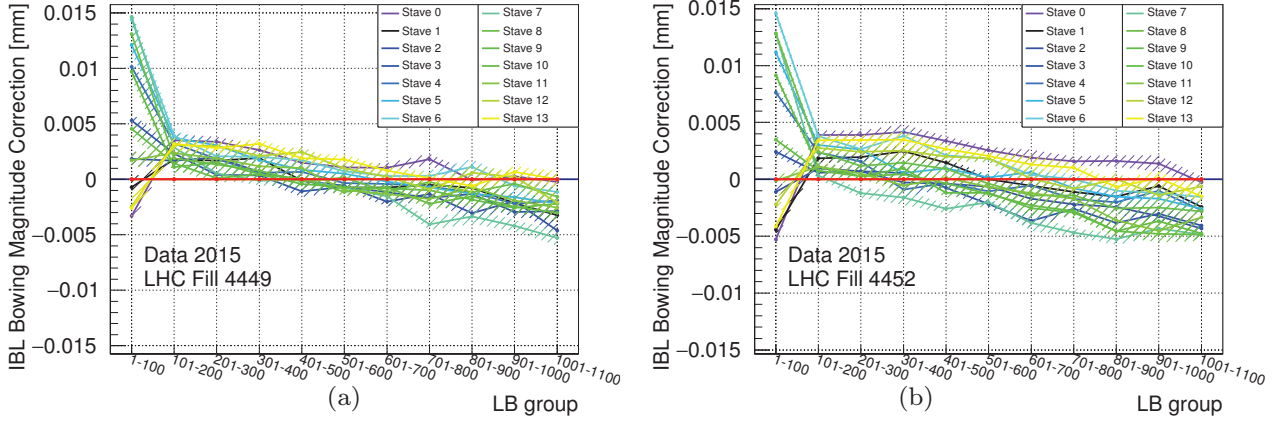 IBL Bowing Magnitude Correction [mm]
0.015
0.01
0.005
0
−0.005
−0.01
−0.015
Stave 0
Stave 1
Stave 2
Stave 3
Stave 4
Stave 5
Stave 6
Stave 7
Stave 8
Stave 9
Stave 10
Stave 11
Stave 12
Stave 13
Data 2015
LHC Fill 4449
1-100
101-200
201-300
301-400
401-500
501-600
601-700
701-800
801-900
901-1000
1001-1100
LB group
(a)
IBL Bowing Magnitude Correction [mm]
0.015
0.01
0.005
0
−0.005
−0.01
−0.015
Stave 0
Stave 1
Stave 2
Stave 3
Stave 4
Stave 5
Stave 6
Stave 7
Stave 8
Stave 9
Stave 10
Stave 11
Stave 12
Stave 13
Data 2015
LHC Fill 4452
1-100
101-200
201-300
301-400
401-500
501-600
601-700
701-800
801-900
901-1000
1001-1100
LB group
(b)